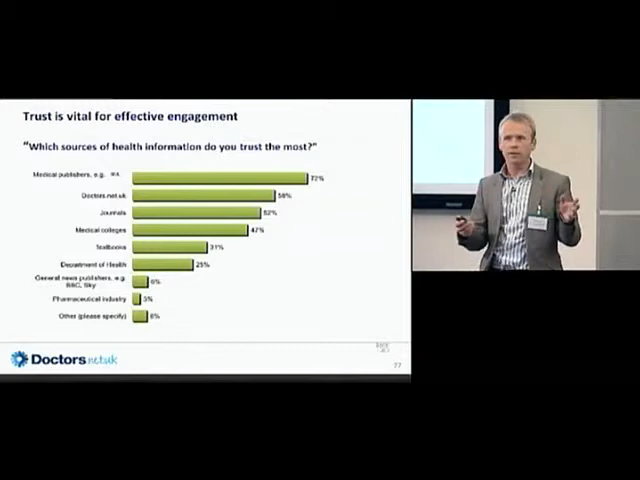 Trust is vital for effective engagement
"Which sources of health information do you trust the most?"
Medical publishers, e.g.
72%
Doctors.net.uk
Journals
52%
Medical colleges
47%
Textbooks
31%
Department of Health
25%
General news publishers, e.g.
BBC, Sky
6%
Pharmaceutical industry
3%
Other (please specify)
6%
Doctors.net.uk
77